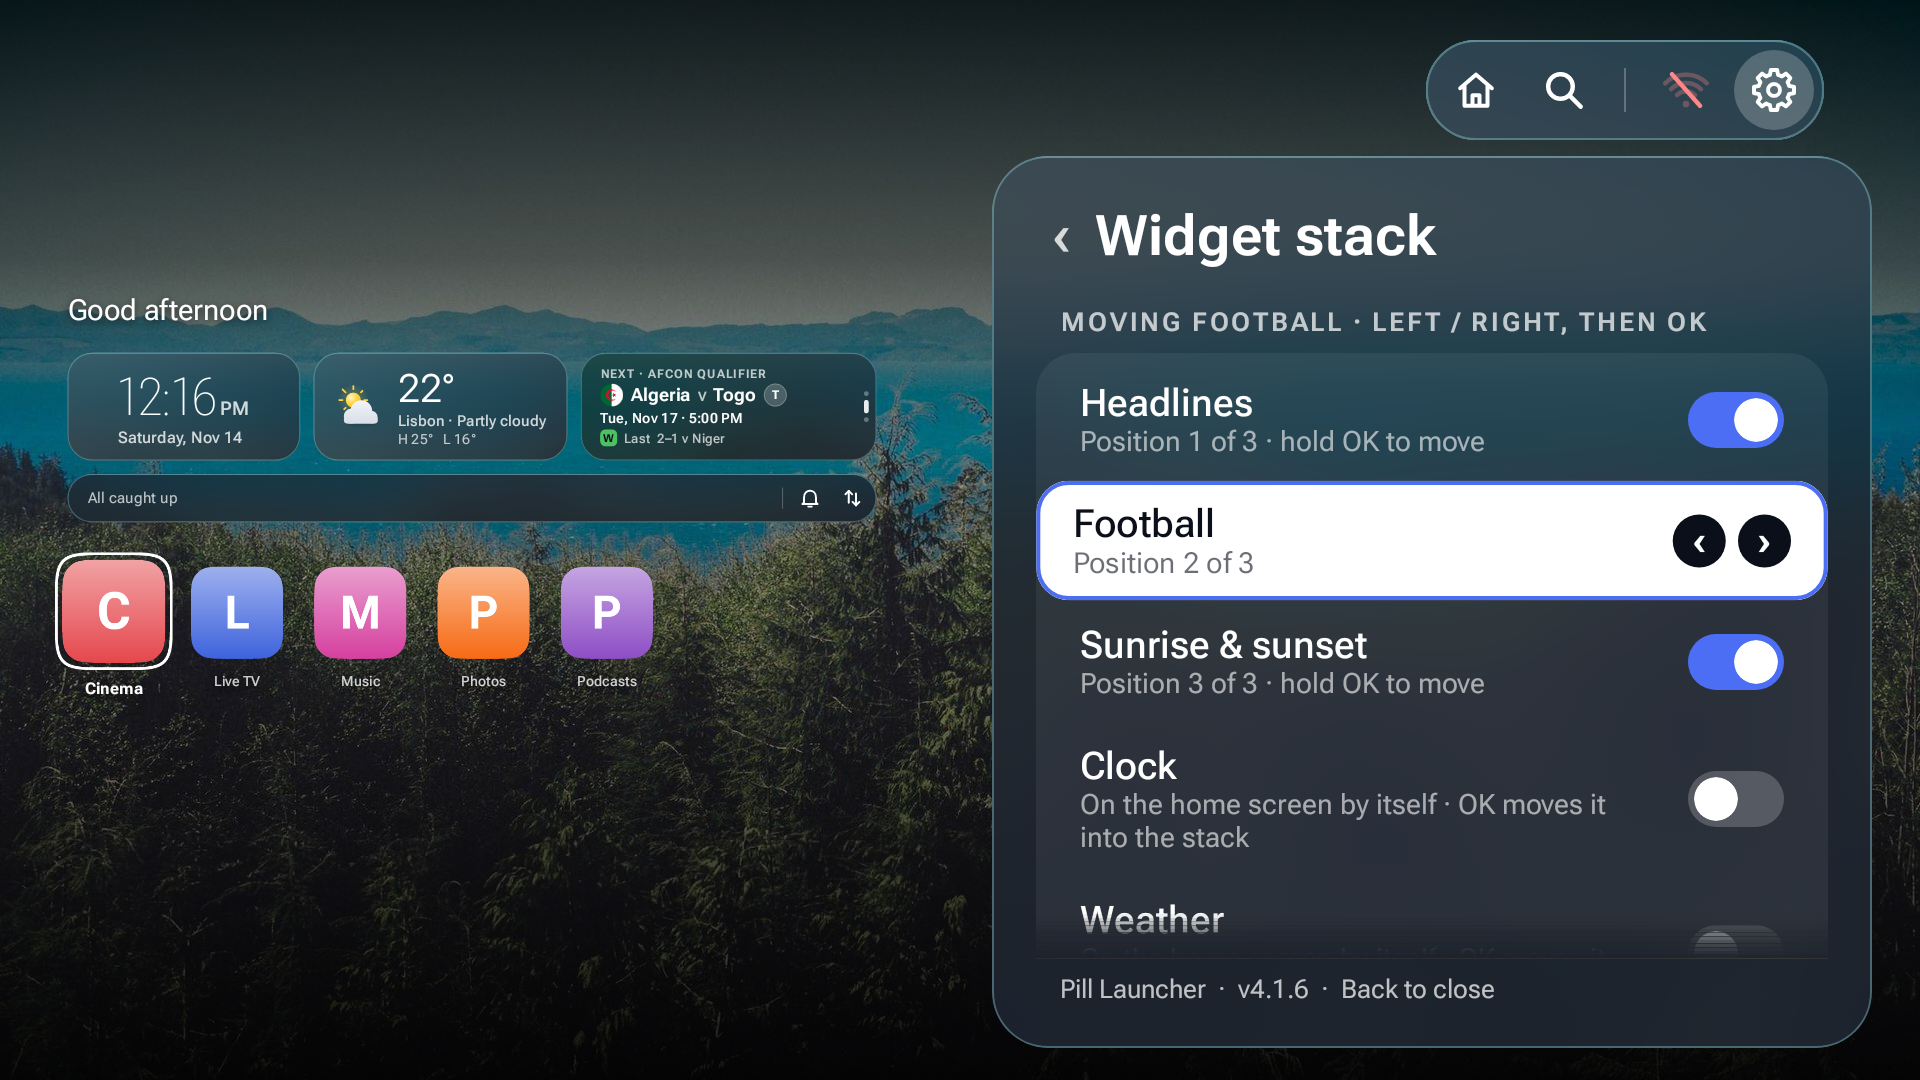 Good afternoon
12:16 PM
Saturday, Nov 14
22°
Lisbon · Partly cloudy
H 25° L 16°
NEXT · AFCON QUALIFIER
Algeria v Togo T
Tue, Nov 17 · 5:00 PM
W Last 2–1 v Niger
All caught up
C
L
M
P
P
Cinema
Live TV
Music
Photos
Podcasts
‹ Widget stack
MOVING FOOTBALL · LEFT / RIGHT, THEN OK
Headlines
Position 1 of 3 · hold OK to move
Football
Position 2 of 3
Sunrise & sunset
Position 3 of 3 · hold OK to move
Clock
On the home screen by itself · OK moves it
into the stack
Weather
Pill Launcher · v4.1.6 · Back to close